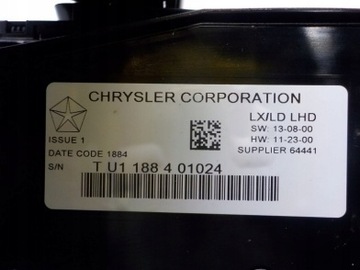 CHRYSLER CORPORATION
LX/LD LHD
SW: 13-08-00
ISSUE 1
HW: 11-23-00
DATE CODE 1884
SUPPLIER 64441
S/N T U1 188 4 01024